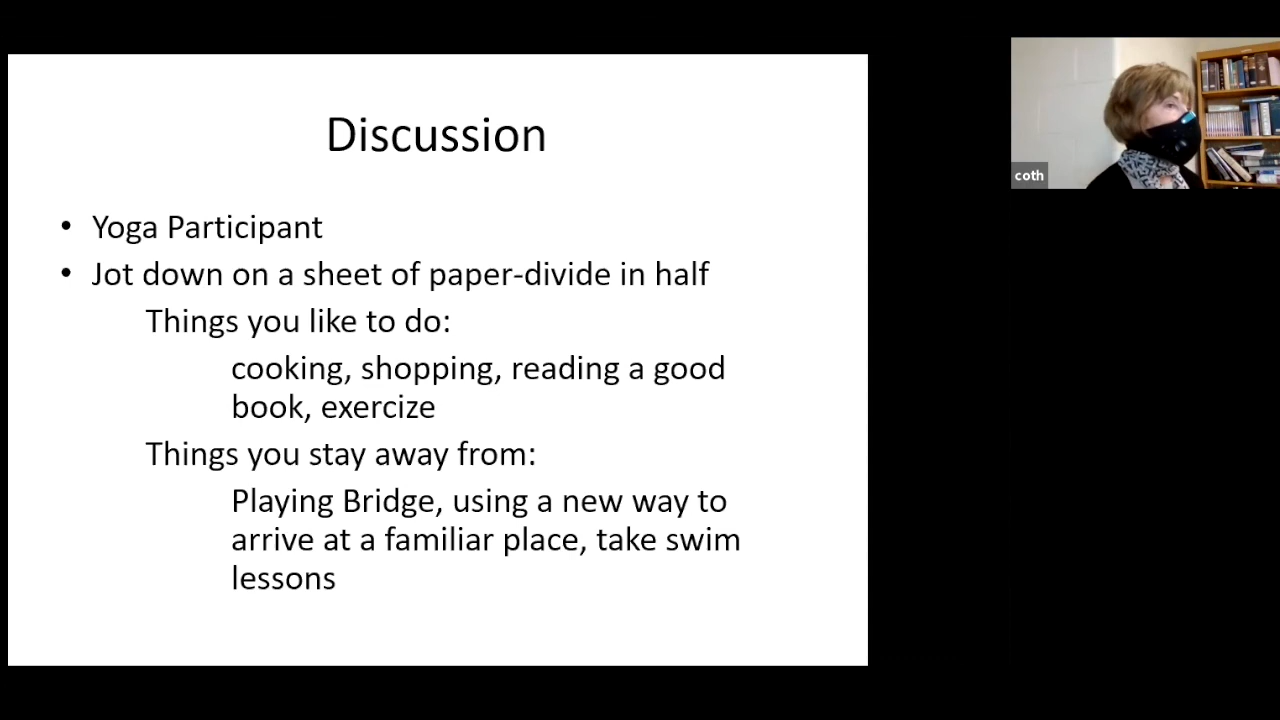 Discussion
• Yoga Participant
• Jot down on a sheet of paper-divide in half
Things you like to do:
cooking, shopping, reading a good
book, exercize
Things you stay away from:
Playing Bridge, using a new way to
arrive at a familiar place, take swim
lessons
coth